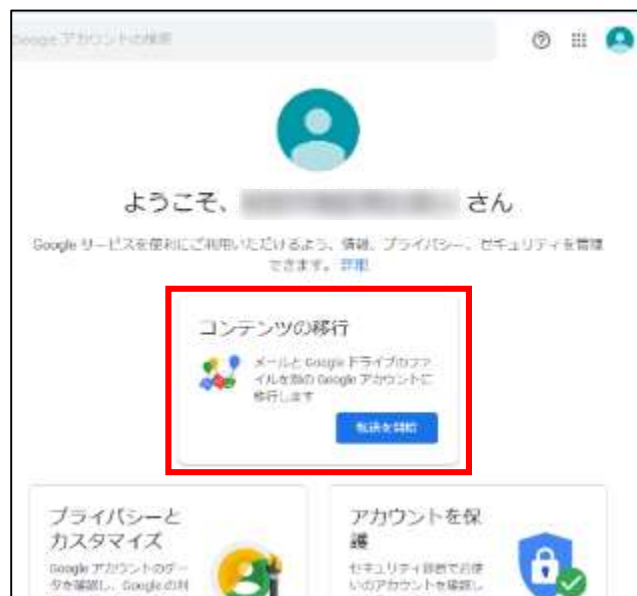 Google アカウントの検索
ようこそ、 さん
Google サービスを便利にご利用いただけるよう、情報、プライバシー、セキュリティを管理
できます。 詳細
コンテンツの移行
メールと Google ドライブのファ
イルを別の Google アカウントに
移行します
転送を開始
プライバシーと
カスタマイズ
アカウントを保
護
Google アカウントのデー
タを確認し、Google の利
セキュリティ診断でお使
いのアカウントを確認し